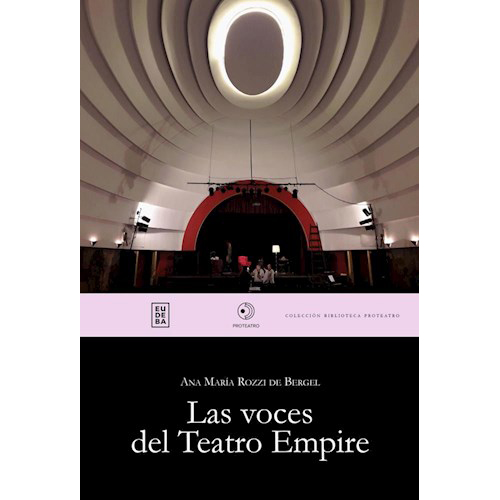 EU
DE
BA
PROTEATRO
COLECCIÓN BIBLIOTECA PROTEATRO
ANA MARÍA ROZZI DE BERGEL
Las voces
del Teatro Empire